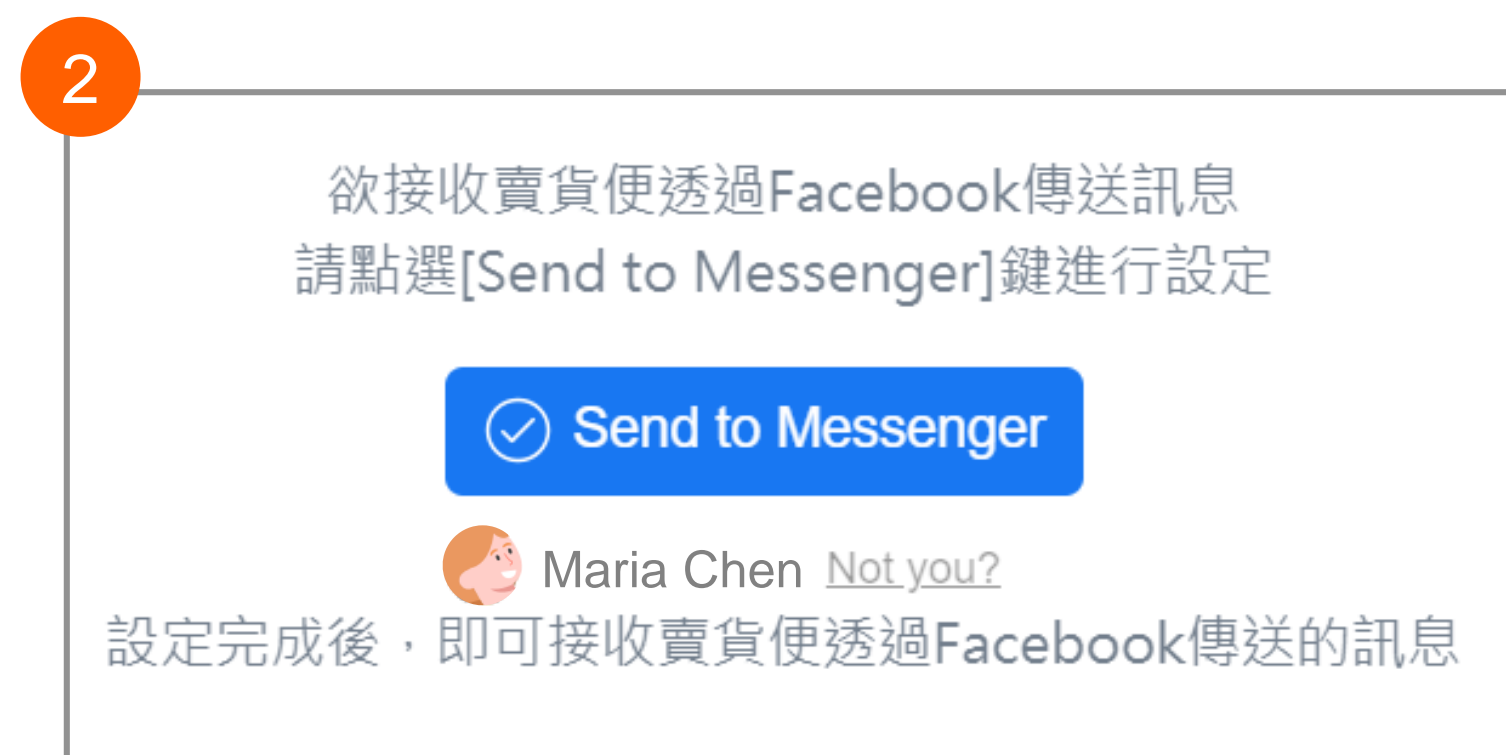 2
欲接收賣貨便透過Facebook傳送訊息
請點選[Send to Messenger]鍵進行設定
Send to Messenger
Maria Chen Not you?
設定完成後，即可接收賣貨便透過Facebook傳送的訊息